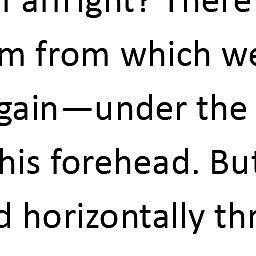 affright? There
m from which we
gain—under the
his forehead. But
d horizontally thr